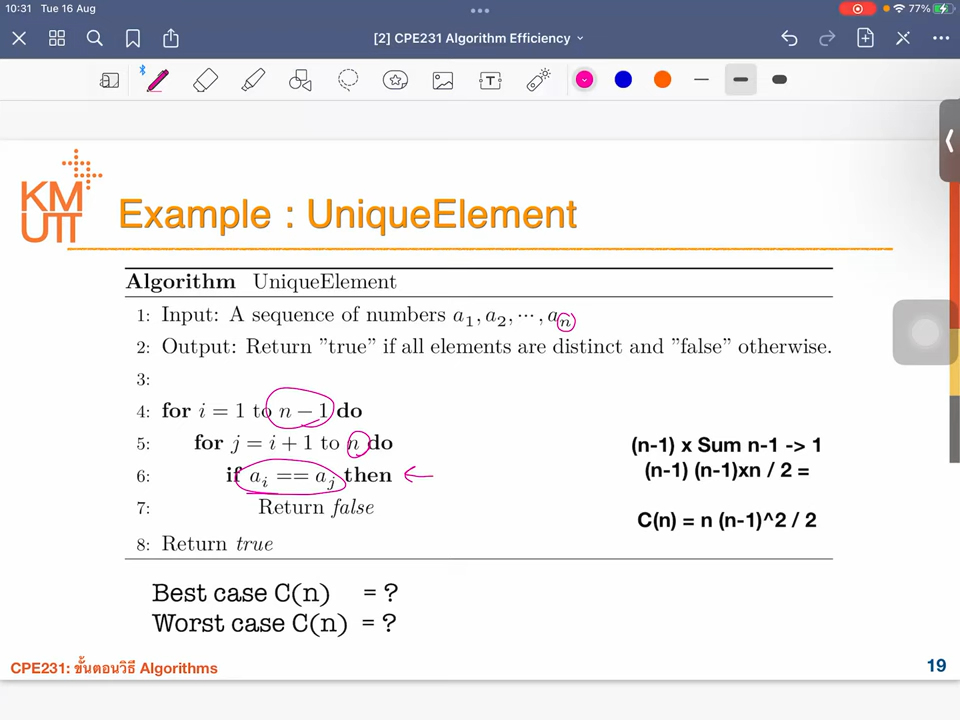 10:31 Tue 16 Aug 77%
[2] CPE231 Algorithm Efficiency
T
KM
UTT
Example : UniqueElement
Algorithm UniqueElement
1: Input: A sequence of numbers a₁, a₂, ⋯, aₙ
2: Output: Return "true" if all elements are distinct and "false" otherwise.
3:
4: for i = 1 to n − 1 do
5: for j = i + 1 to n do
6: if aᵢ == aⱼ then
7: Return false
8: Return true
(n-1) x Sum n-1 -> 1
(n-1) (n-1)xn / 2 =
C(n) = n (n-1)^2 / 2
Best case C(n) = ?
Worst case C(n) = ?
CPE231: ขั้นตอนวิธี Algorithms
19